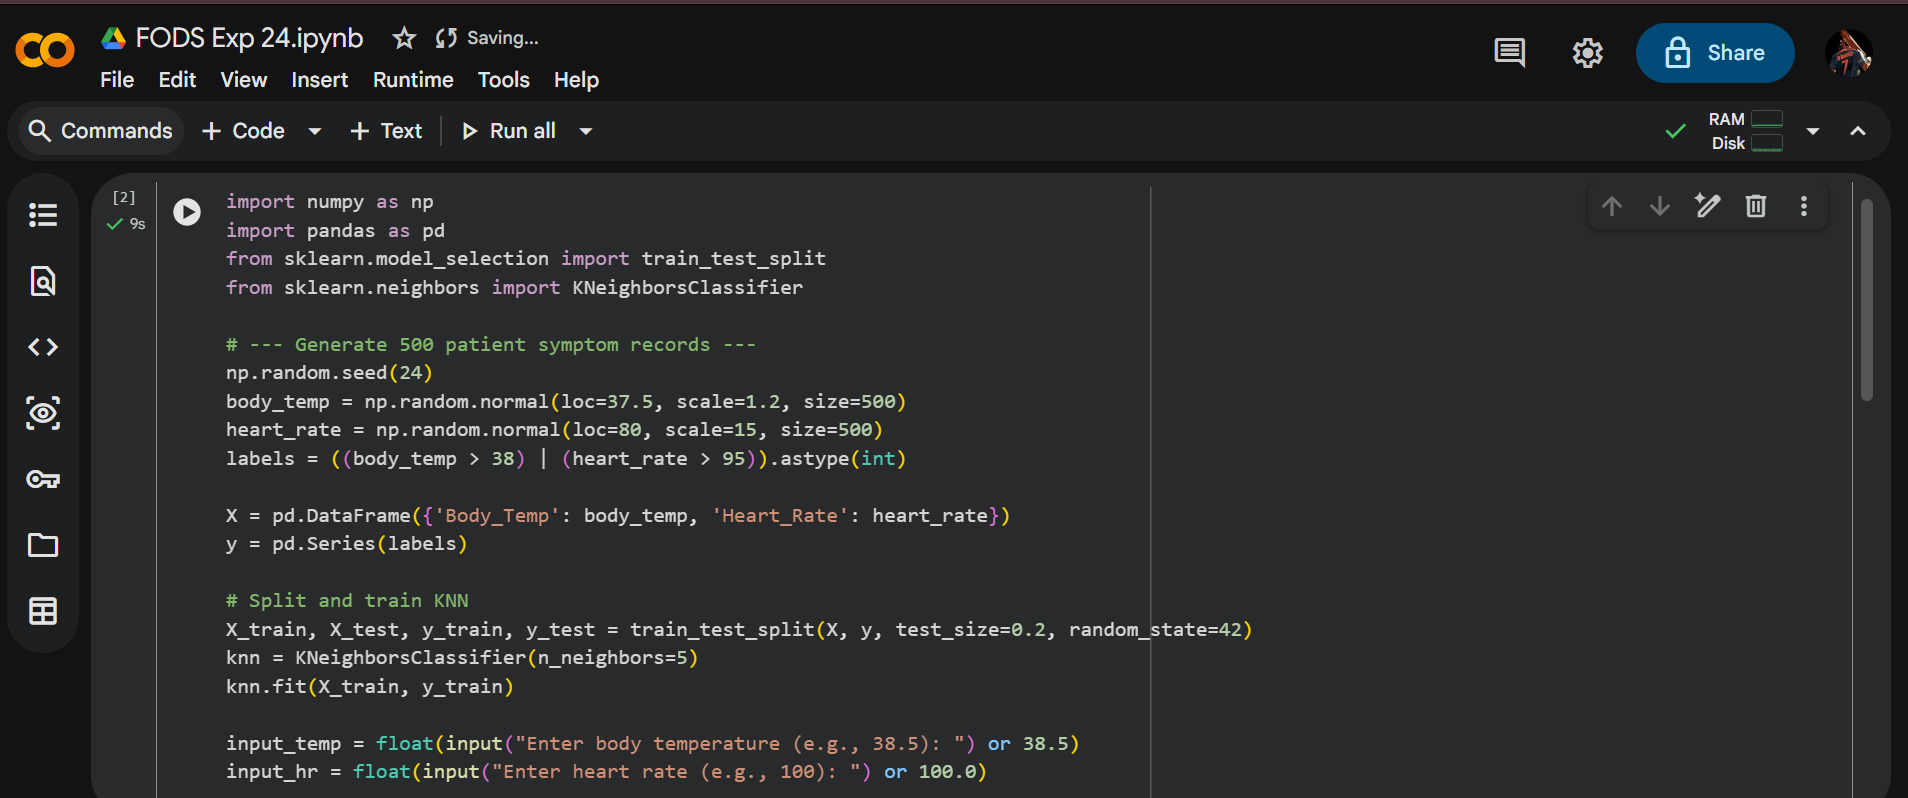 FODS Exp 24.ipynb
Saving...
File Edit View Insert Runtime Tools Help
Share
Commands
Code
Text
Run all
RAM
Disk
[2]
9s
import numpy as np
import pandas as pd
from sklearn.model_selection import train_test_split
from sklearn.neighbors import KNeighborsClassifier
# --- Generate 500 patient symptom records ---
np.random.seed(24)
body_temp = np.random.normal(loc=37.5, scale=1.2, size=500)
heart_rate = np.random.normal(loc=80, scale=15, size=500)
labels = ((body_temp > 38) | (heart_rate > 95)).astype(int)
X = pd.DataFrame({'Body_Temp': body_temp, 'Heart_Rate': heart_rate})
y = pd.Series(labels)
# Split and train KNN
X_train, X_test, y_train, y_test = train_test_split(X, y, test_size=0.2, random_state=42)
knn = KNeighborsClassifier(n_neighbors=5)
knn.fit(X_train, y_train)
input_temp = float(input("Enter body temperature (e.g., 38.5): ") or 38.5)
input_hr = float(input("Enter heart rate (e.g., 100): ") or 100.0)